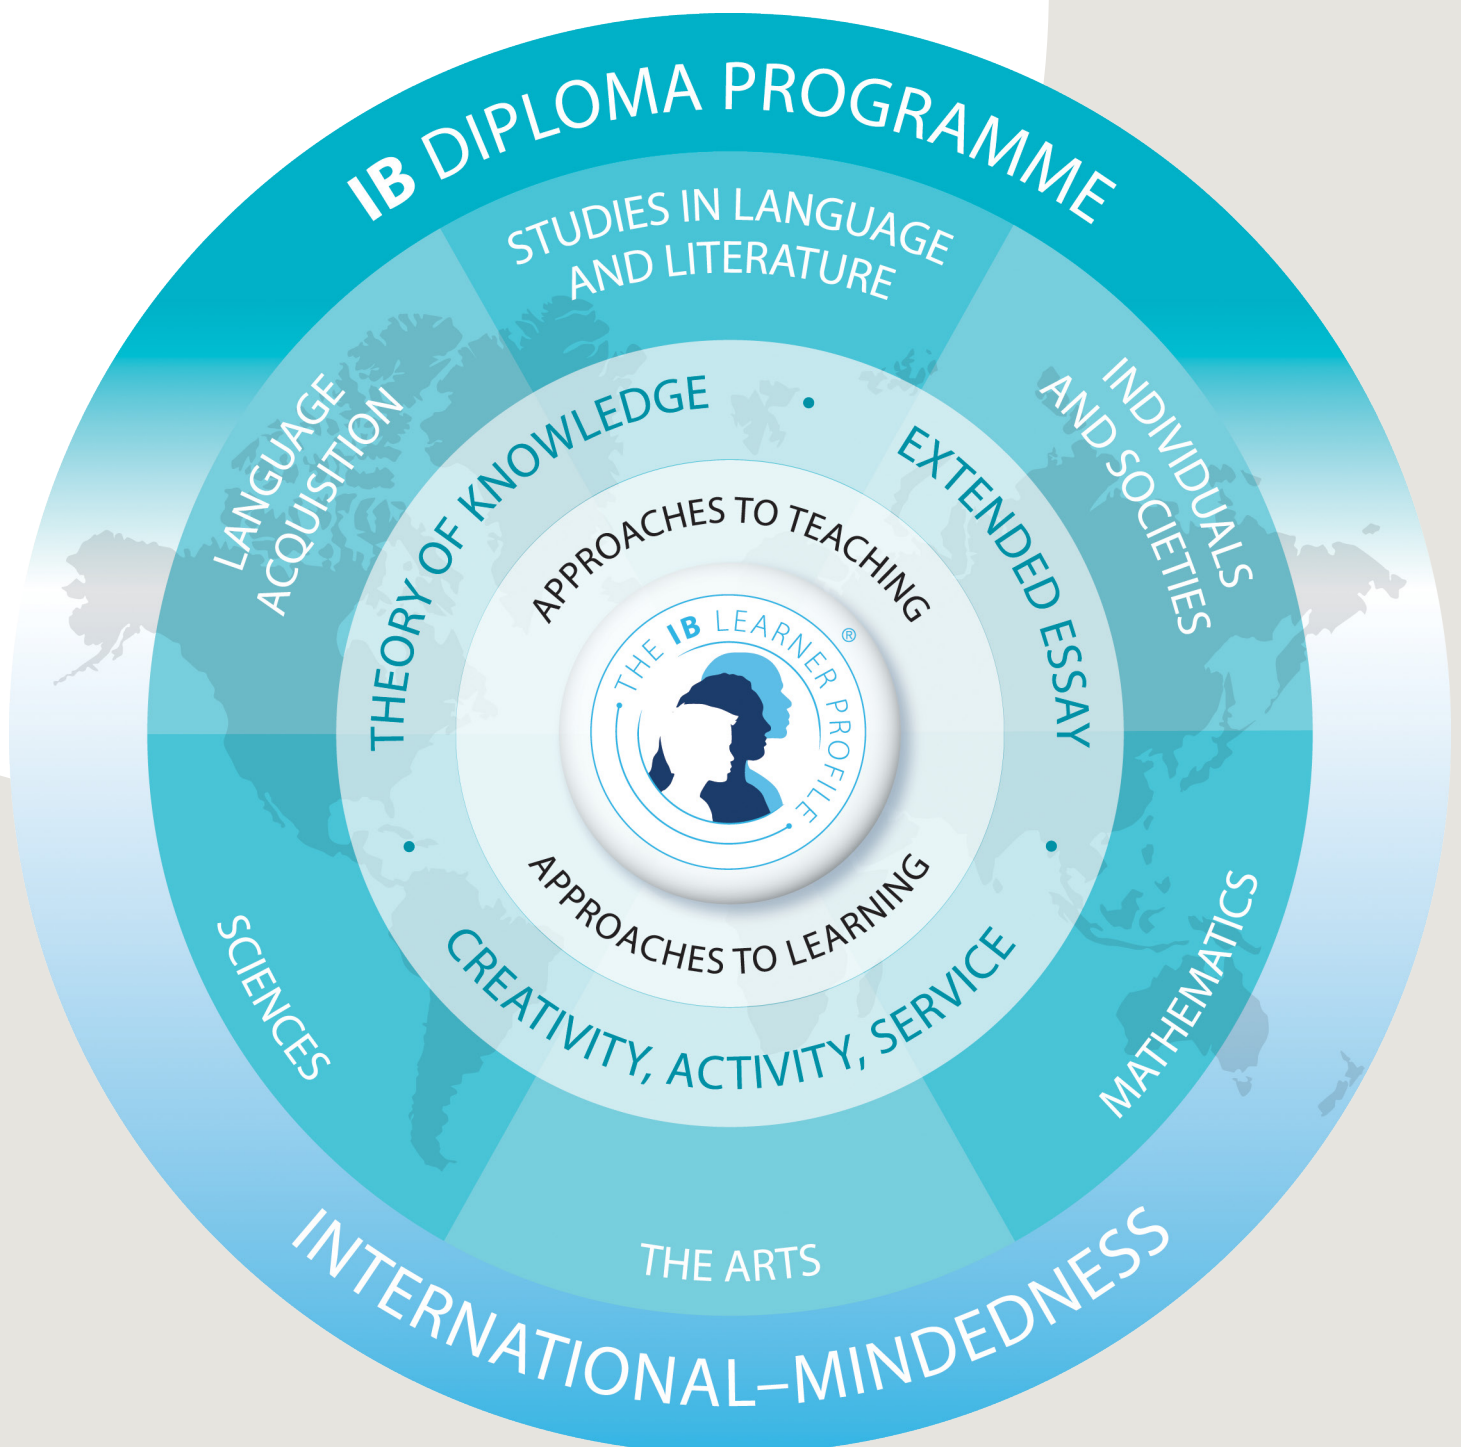 IB DIPLOMA PROGRAMME
STUDIES IN LANGUAGE
AND LITERATURE
LANGUAGE
ACQUISITION
INDIVIDUALS
AND SOCIETIES
THEORY OF KNOWLEDGE
•
EXTENDED ESSAY
APPROACHES TO TEACHING
THE IB LEARNER PROFILE
®
APPROACHES TO LEARNING
•
CREATIVITY, ACTIVITY, SERVICE
•
SCIENCES
MATHEMATICS
THE ARTS
INTERNATIONAL–MINDEDNESS